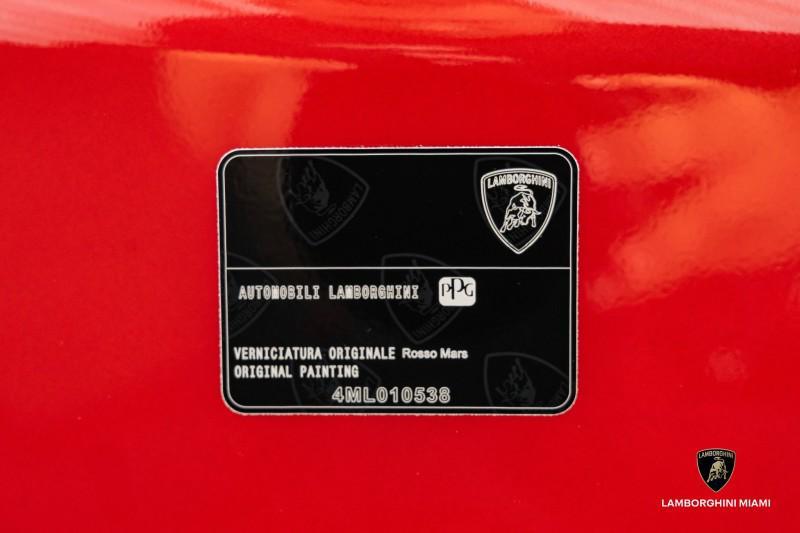 LAMBORGHINI
AUTOMOBILI LAMBORGHINI PPG
VERNICIATURA ORIGINALE Rosso Mars
ORIGINAL PAINTING
4ML010538
LAMBORGHINI
LAMBORGHINI MIAMI